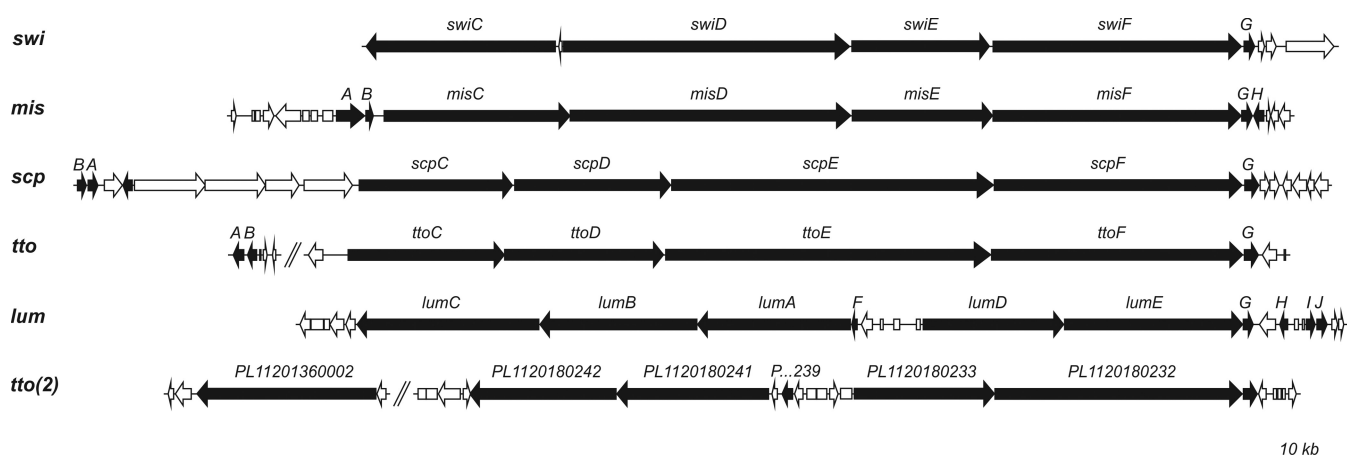 swiC swiD swiE swiF G
swi
A B misC misD misE misF G H
mis
B A scpC scpD scpE scpF G
scp
A B ttoC ttoD ttoE ttoF G
tto
lumC lumB lumA F lumD lumE G H I J
lum
PL11201360002 PL1120180242 PL1120180241 P...239 PL1120180233 PL1120180232
tto(2)
10 kb